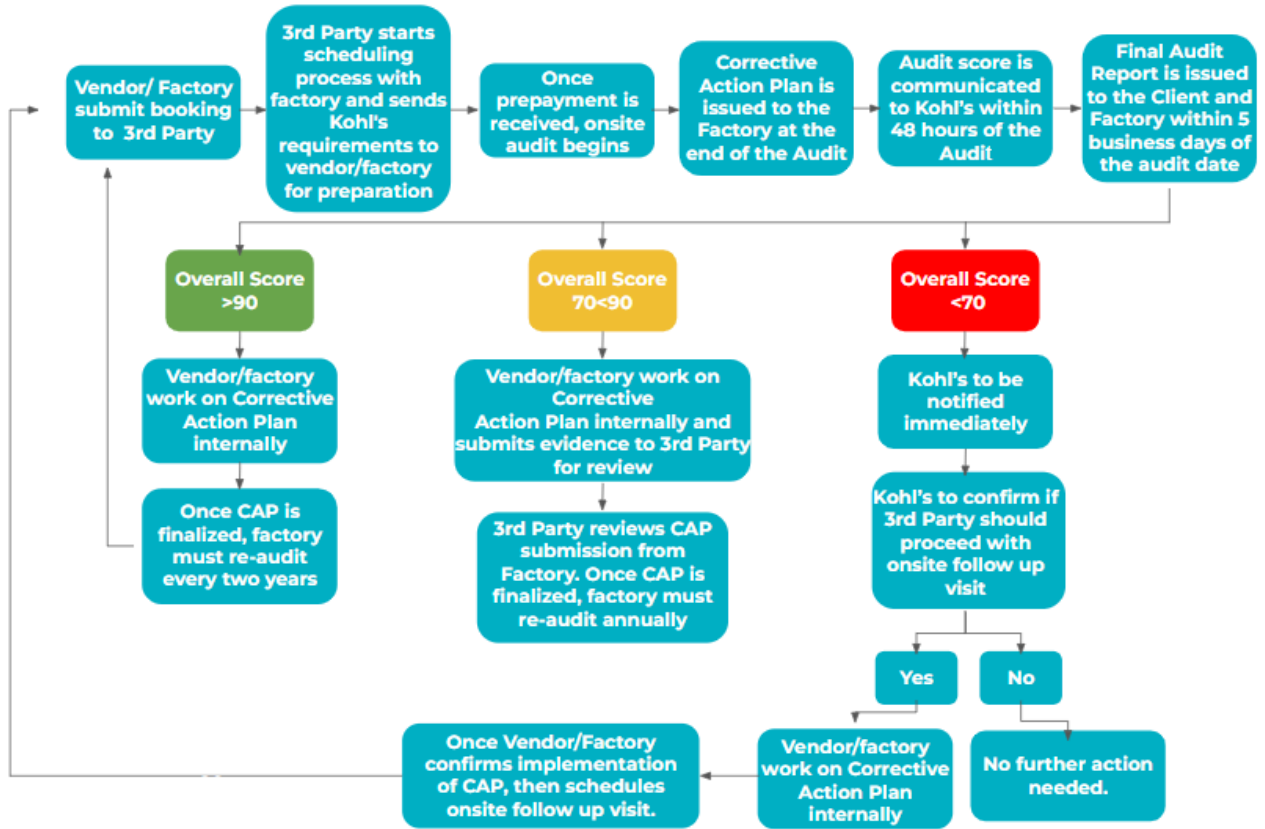 Vendor/ Factory
submit booking
to 3rd Party
3rd Party starts
scheduling
process with
factory and sends
Kohl's
requirements to
vendor/factory
for preparation
Once
prepayment is
received, onsite
audit begins
Corrective
Action Plan is
issued to the
Factory at the
end of the Audit
Audit score is
communicated
to Kohl's within
48 hours of the
Audit
Final Audit
Report is issued
to the Client and
Factory within 5
business days of
the audit date
Overall Score
>90
Overall Score
70<90
Overall Score
<70
Vendor/factory
work on Corrective
Action Plan
internally
Vendor/factory work on
Corrective
Action Plan internally and
submits evidence to 3rd Party
for review
Kohl's to be
notified
immediately
Once CAP is
finalized, factory
must re-audit
every two years
3rd Party reviews CAP
submission from
Factory. Once CAP is
finalized, factory must
re-audit annually
Kohl's to confirm if
3rd Party should
proceed with
onsite follow up
visit
Yes
No
Once Vendor/Factory
confirms implementation
of CAP, then schedules
onsite follow up visit.
Vendor/factory
work on Corrective
Action Plan
internally
No further action
needed.